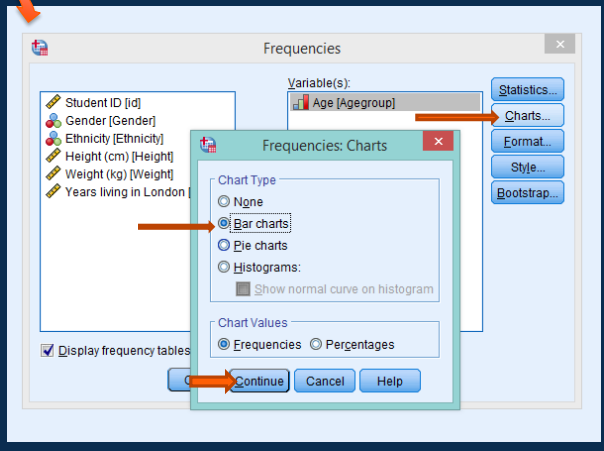 Frequencies
Variable(s):
Student ID [id]
Gender [Gender]
Ethnicity [Ethnicity]
Height (cm) [Height]
Weight (kg) [Weight]
Years living in London [
Age [Agegroup]
Statistics...
Charts...
Format...
Style...
Bootstrap...
Display frequency tables
Frequencies: Charts
Chart Type
None
Bar charts
Pie charts
Histograms:
Show normal curve on histogram
Chart Values
Frequencies Percentages
Continue Cancel Help